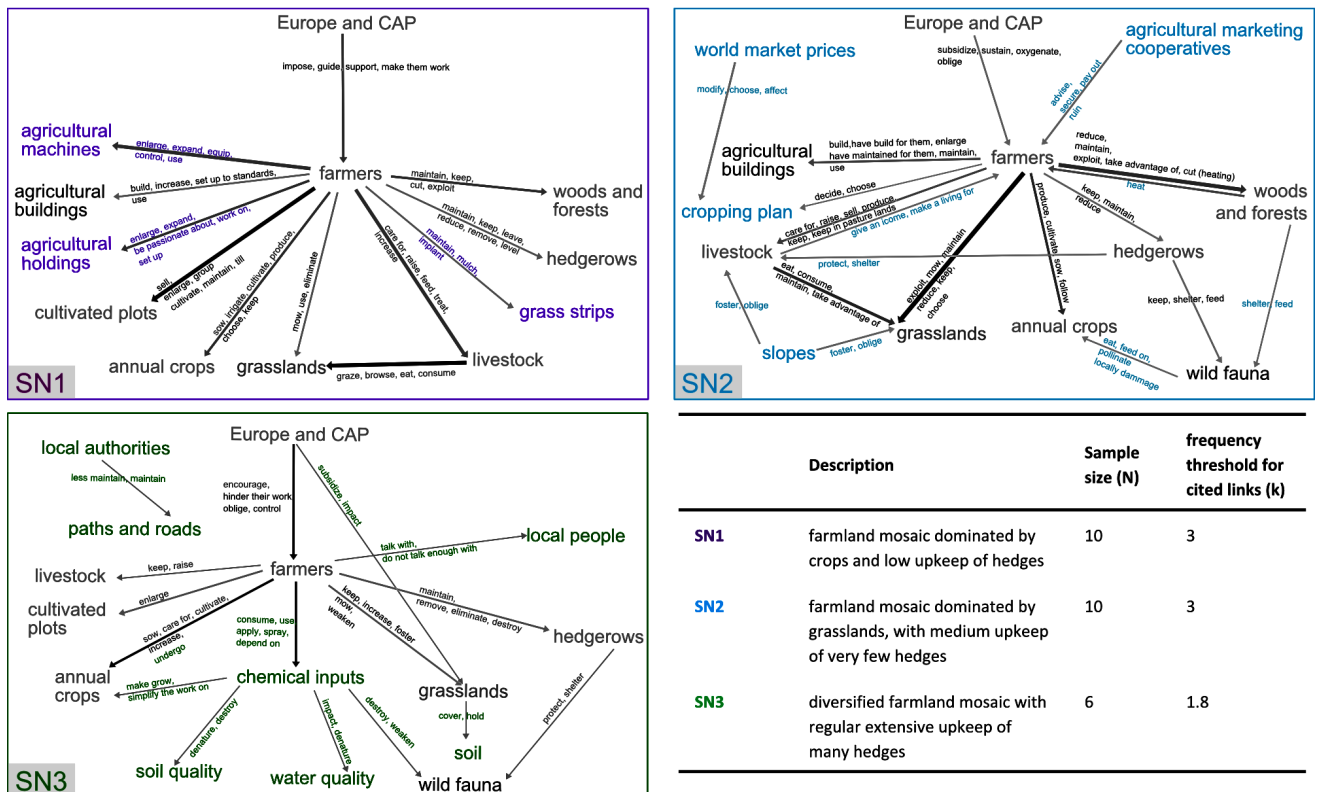 Europe and CAP
impose, guide, support, make them work
agricultural
machines
enlarge, expand, equip,
control, use
farmers
maintain, keep,
cut, exploit
woods and
forests
agricultural
buildings
build, increase, set up to standards,
use
maintain, keep, leave,
reduce, remove, level
hedgerows
agricultural
holdings
enlarge, expand,
be passionate about, work on,
set up
maintain, mulch,
implant
grass strips
sell,
enlarge, group
cultivate, maintain, till
cultivated plots
sow, irrigate, cultivate, produce,
choose, keep
annual crops
mow, use, eliminate
grasslands
care for, raise, feed, treat,
increase
livestock
graze, browse, eat, consume
SN1
Europe and CAP
subsidize, sustain, oxygenate,
oblige
world market prices
modify, choose, affect
agricultural marketing
cooperatives
advise,
secure, pay out
ruin
agricultural
buildings
build,have build for them, enlarge
have maintained for them, maintain,
use
farmers
reduce,
maintain,
exploit, take advantage of, cut (heating)
heat
woods
and forests
cropping plan
decide, choose
care for, raise, sell, produce,
keep, keep in pasture lands
give an icome, make a living for
livestock
protect, shelter
keep, maintain,
reduce
hedgerows
produce, cultivate, sow, follow
exploit, mow, maintain
reduce, keep,
choose
eat, consume,
maintain, take advantage of
foster, oblige
slopes
foster, oblige
grasslands
annual crops
keep, shelter, feed
shelter, feed
eat, feed on,
pollinate
locally dammage
wild fauna
SN2
Europe and CAP
local authorities
less maintain, maintain
paths and roads
encourage,
hinder their work
oblige, control
subsidize, impact
talk with,
do not talk enough with
local people
farmers
livestock
keep, raise
cultivated
plots
enlarge
sow, care for, cultivate,
increase,
undergo
annual
crops
consume, use
apply, spray,
depend on
keep, increase, foster
mow,
weaken
maintain,
remove, eliminate, destroy
hedgerows
make grow,
simplify the work on
chemical inputs
grasslands
cover, hold
soil
protect, shelter
denature, destroy
soil quality
impact, denature
water quality
destroy, weaken
wild fauna
SN3
Description
Sample
size (N)
frequency
threshold for
cited links (k)
SN1
farmland mosaic dominated by
crops and low upkeep of hedges
10
3
SN2
farmland mosaic dominated by
grasslands, with medium upkeep
of very few hedges
10
3
SN3
diversified farmland mosaic with
regular extensive upkeep of
many hedges
6
1.8